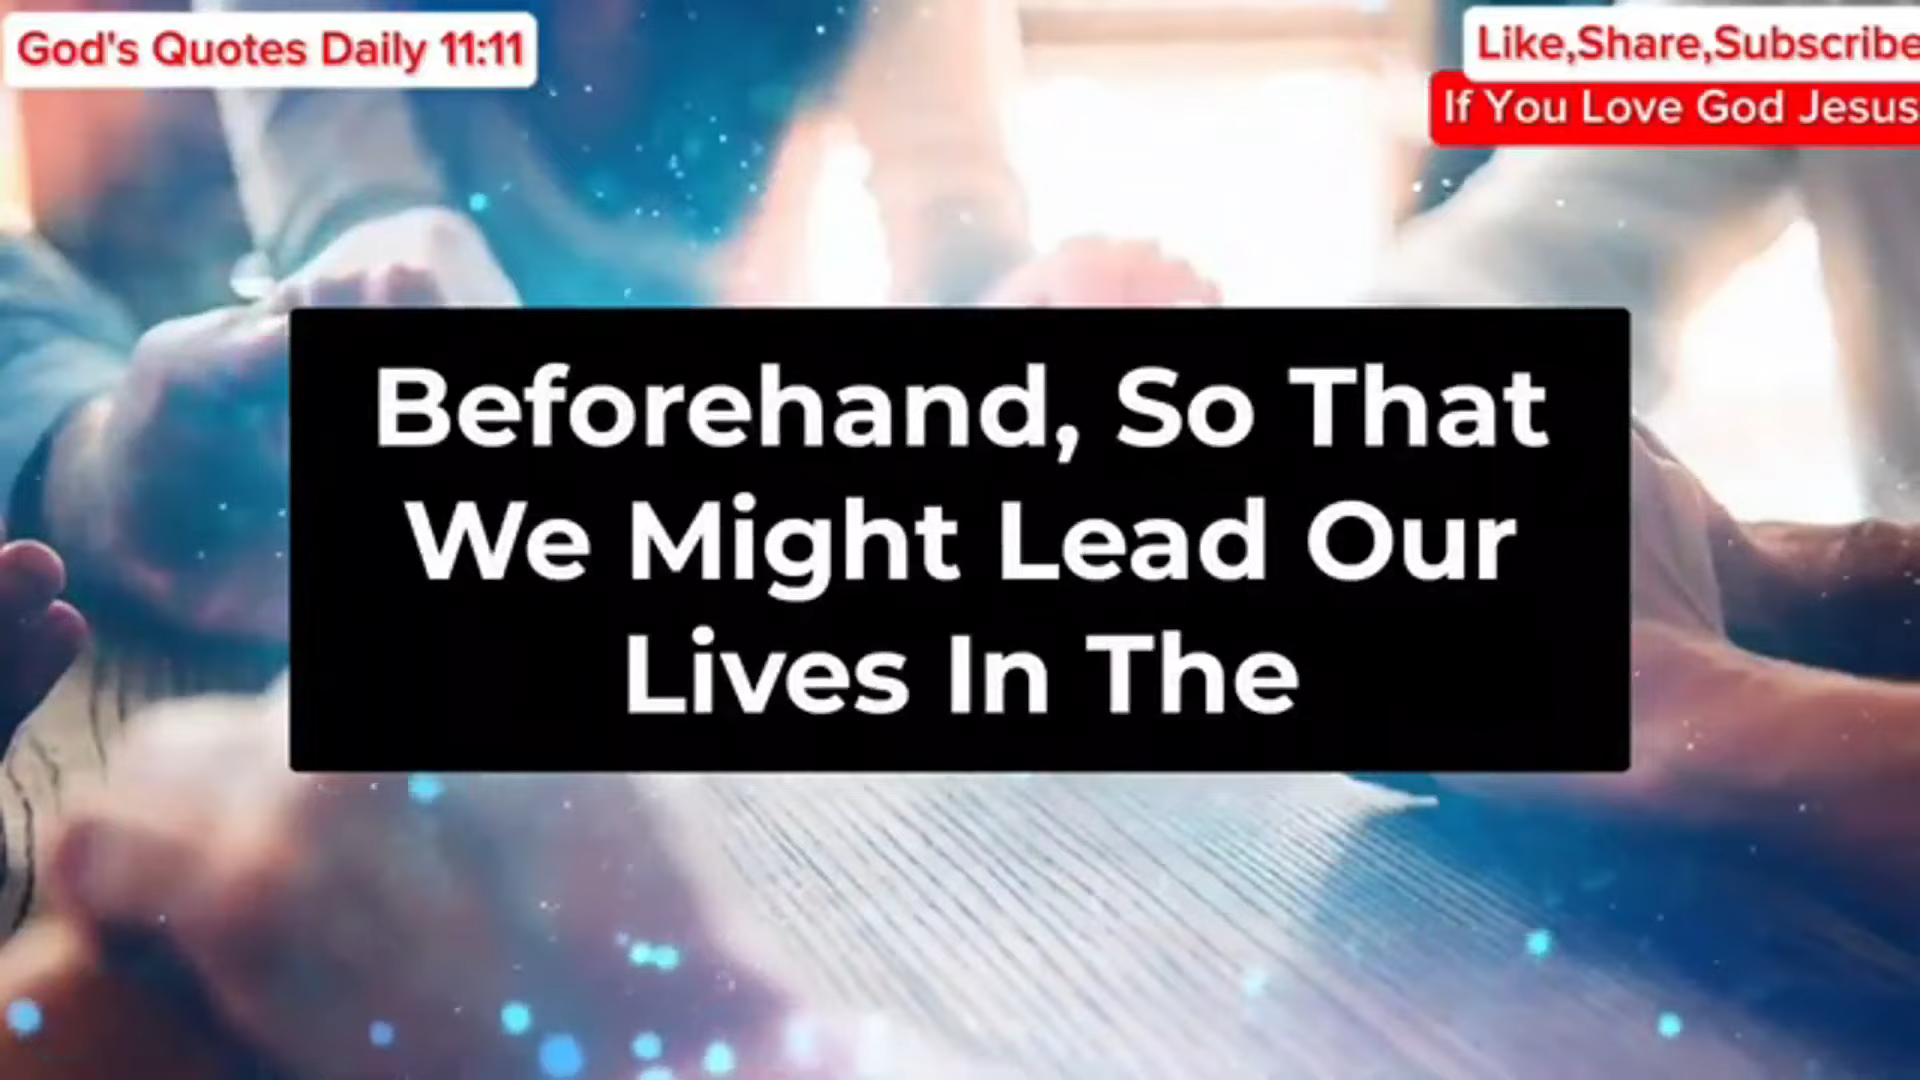 God's Quotes Daily 11:11
Like,Share,Subscribe
If You Love God Jesus
Beforehand, So That
We Might Lead Our
Lives In The